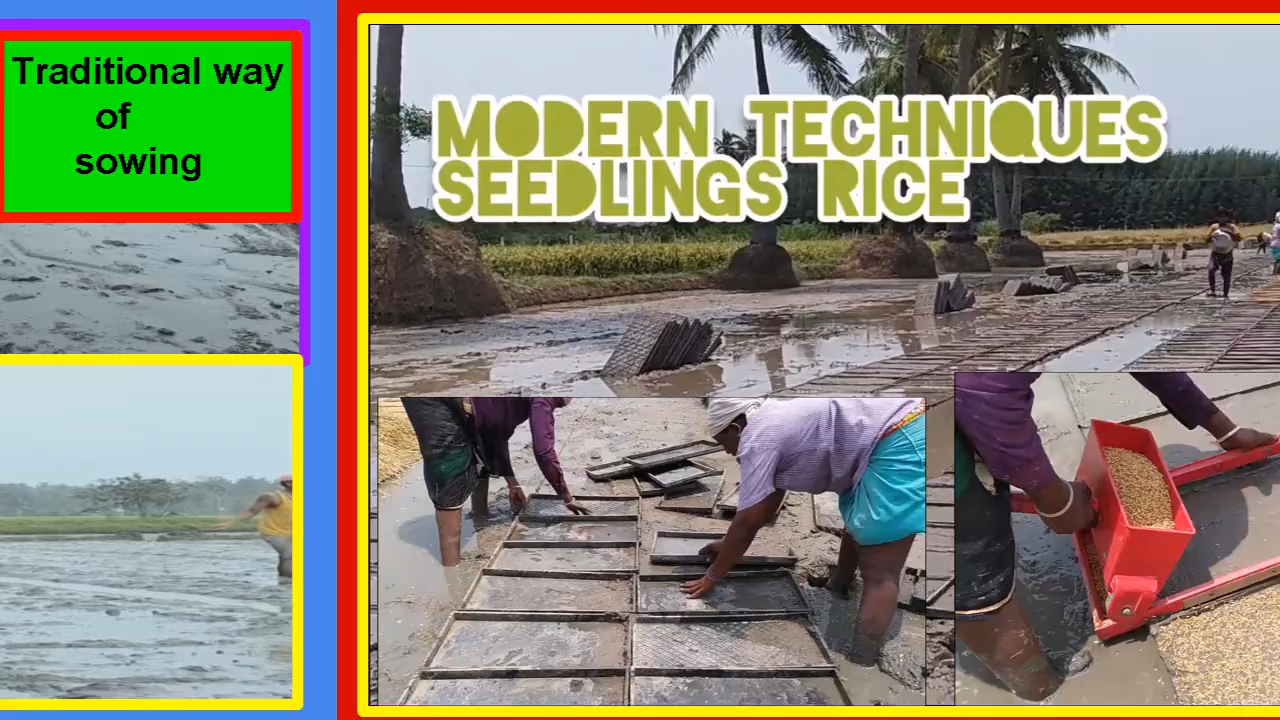 Traditional way
of
sowing
MODERN TECHNIQUES
SEEDLINGS RICE